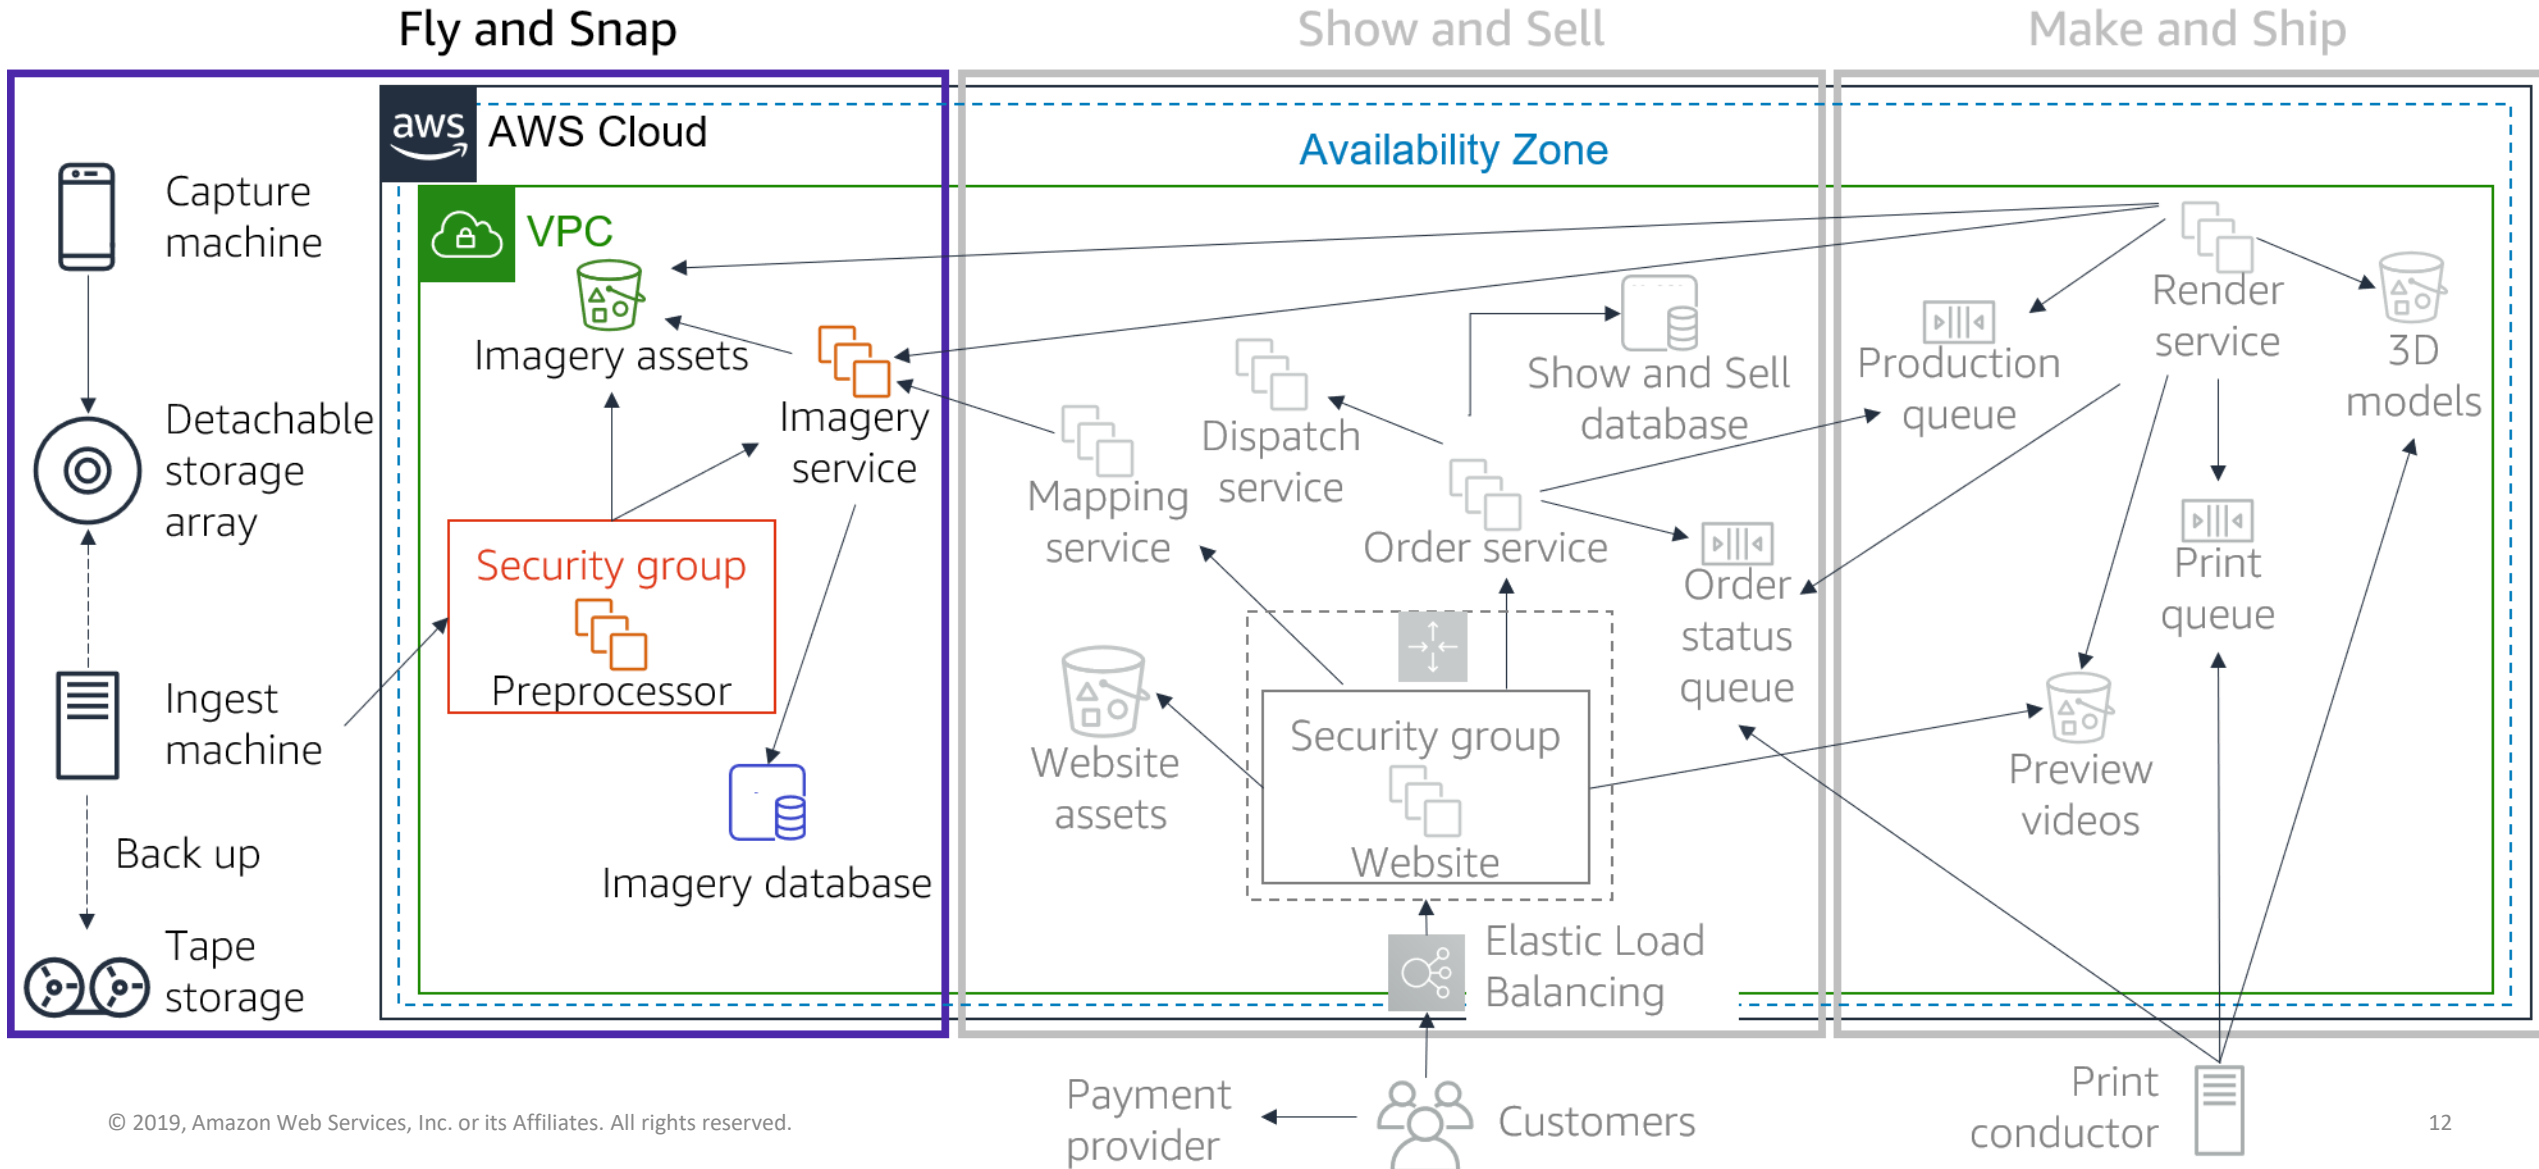 Fly and Snap
Show and Sell
Make and Ship
aws
AWS Cloud
Availability Zone
VPC
Capture
machine
Detachable
storage
array
Ingest
machine
Back up
Tape
storage
Imagery assets
Imagery
service
Security group
Preprocessor
Imagery database
Mapping
service
Dispatch
service
Show and Sell
database
Order service
Order
status
queue
Website
assets
Security group
Website
Elastic Load
Balancing
Production
queue
Render
service
3D
models
Print
queue
Preview
videos
Payment
provider
Customers
Print
conductor
© 2019, Amazon Web Services, Inc. or its Affiliates. All rights reserved.
12